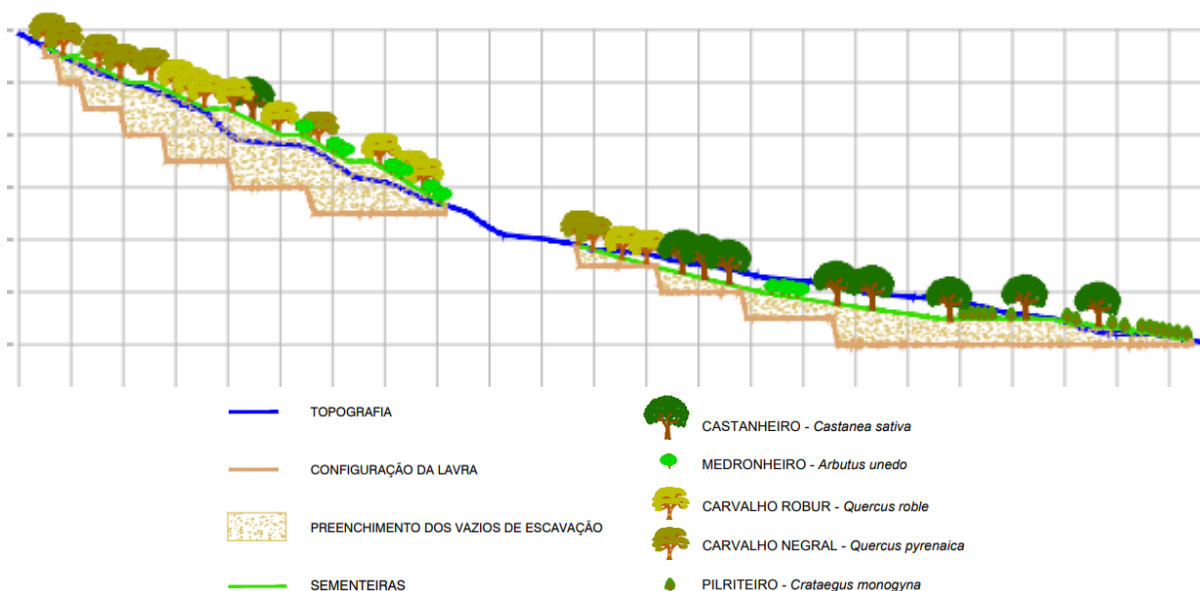 TOPOGRAFIA
CONFIGURAÇÃO DA LAVRA
PREENCHIMENTO DOS VAZIOS DE ESCAVAÇÃO
SEMENTEIRAS
CASTANHEIRO - Castanea sativa
MEDRONHEIRO - Arbutus unedo
CARVALHO ROBUR - Quercus roble
CARVALHO NEGRAL - Quercus pyrenaica
PILRITEIRO - Crataegus monogyna